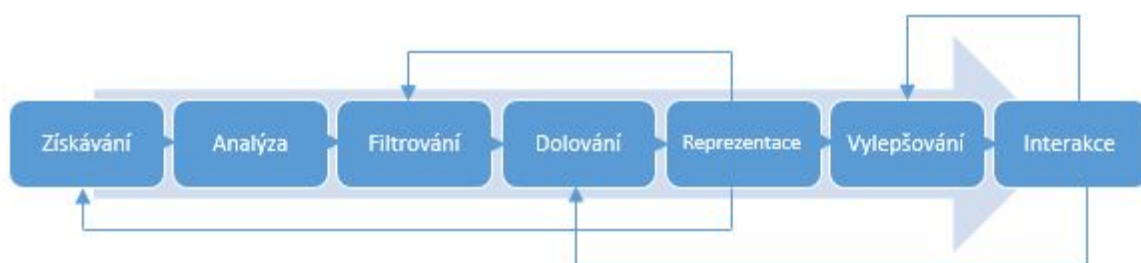 Získávání
Analýza
Filtrování
Dolování
Reprezentace
Vylepšování
Interakce